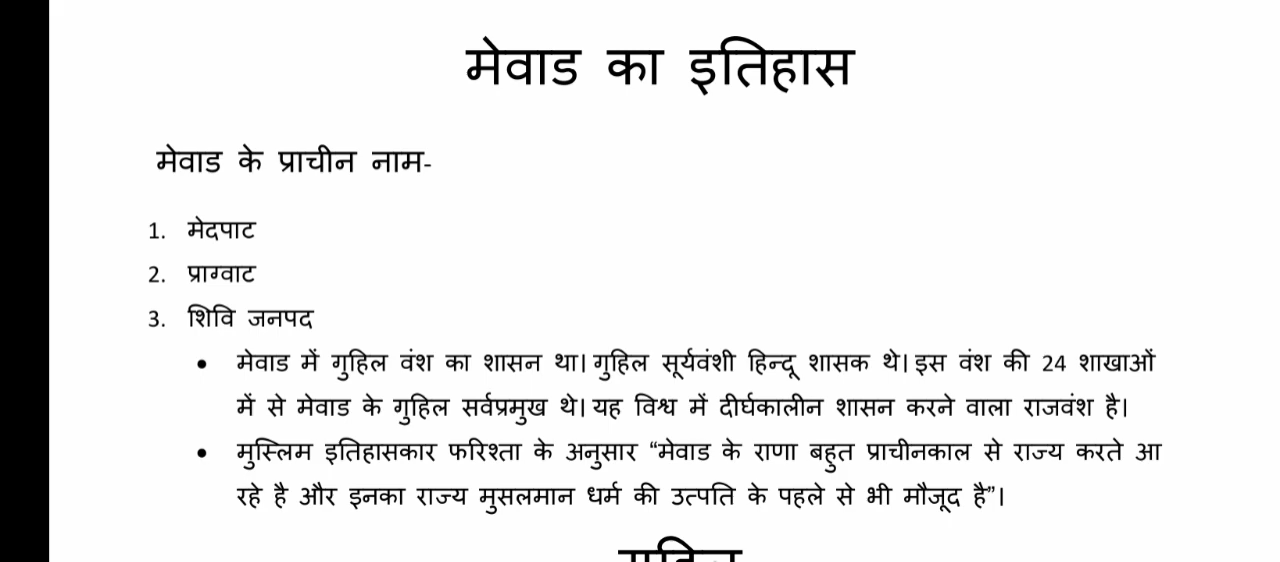 मेवाड का इतिहास
मेवाड के प्राचीन नाम-
1. मेदपाट
2. प्राग्वाट
3. शिवि जनपद
• मेवाड में गुहिल वंश का शासन था। गुहिल सूर्यवंशी हिन्दू शासक थे। इस वंश की 24 शाखाओं
में से मेवाड के गुहिल सर्वप्रमुख थे। यह विश्व में दीर्घकालीन शासन करने वाला राजवंश है।
• मुस्लिम इतिहासकार फरिश्ता के अनुसार “मेवाड के राणा बहुत प्राचीनकाल से राज्य करते आ
रहे है और इनका राज्य मुसलमान धर्म की उत्पति के पहले से भी मौजूद है”।